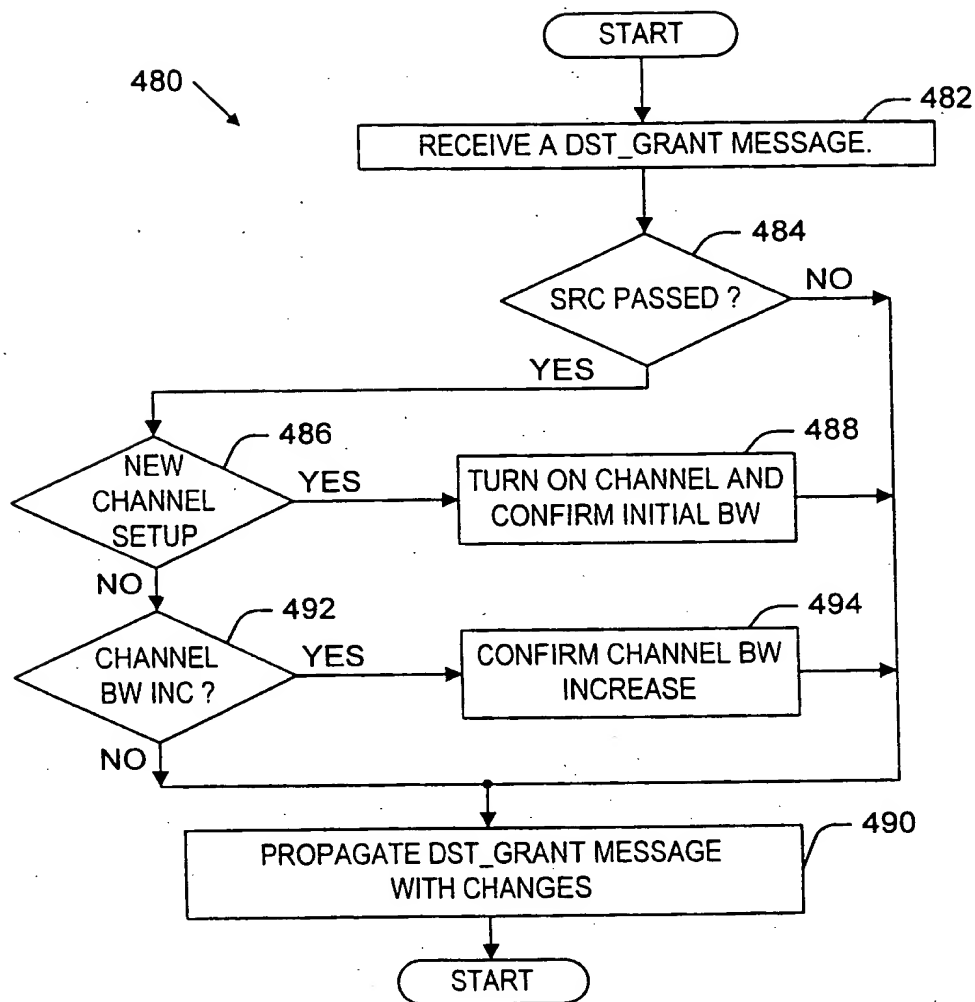 START
480
482
RECEIVE A DST_GRANT MESSAGE.
484
SRC PASSED ?
NO
YES
486
NEW
CHANNEL
SETUP
YES
488
TURN ON CHANNEL AND
CONFIRM INITIAL BW
NO
492
CHANNEL
BW INC ?
YES
494
CONFIRM CHANNEL BW
INCREASE
NO
490
PROPAGATE DST_GRANT MESSAGE
WITH CHANGES
START